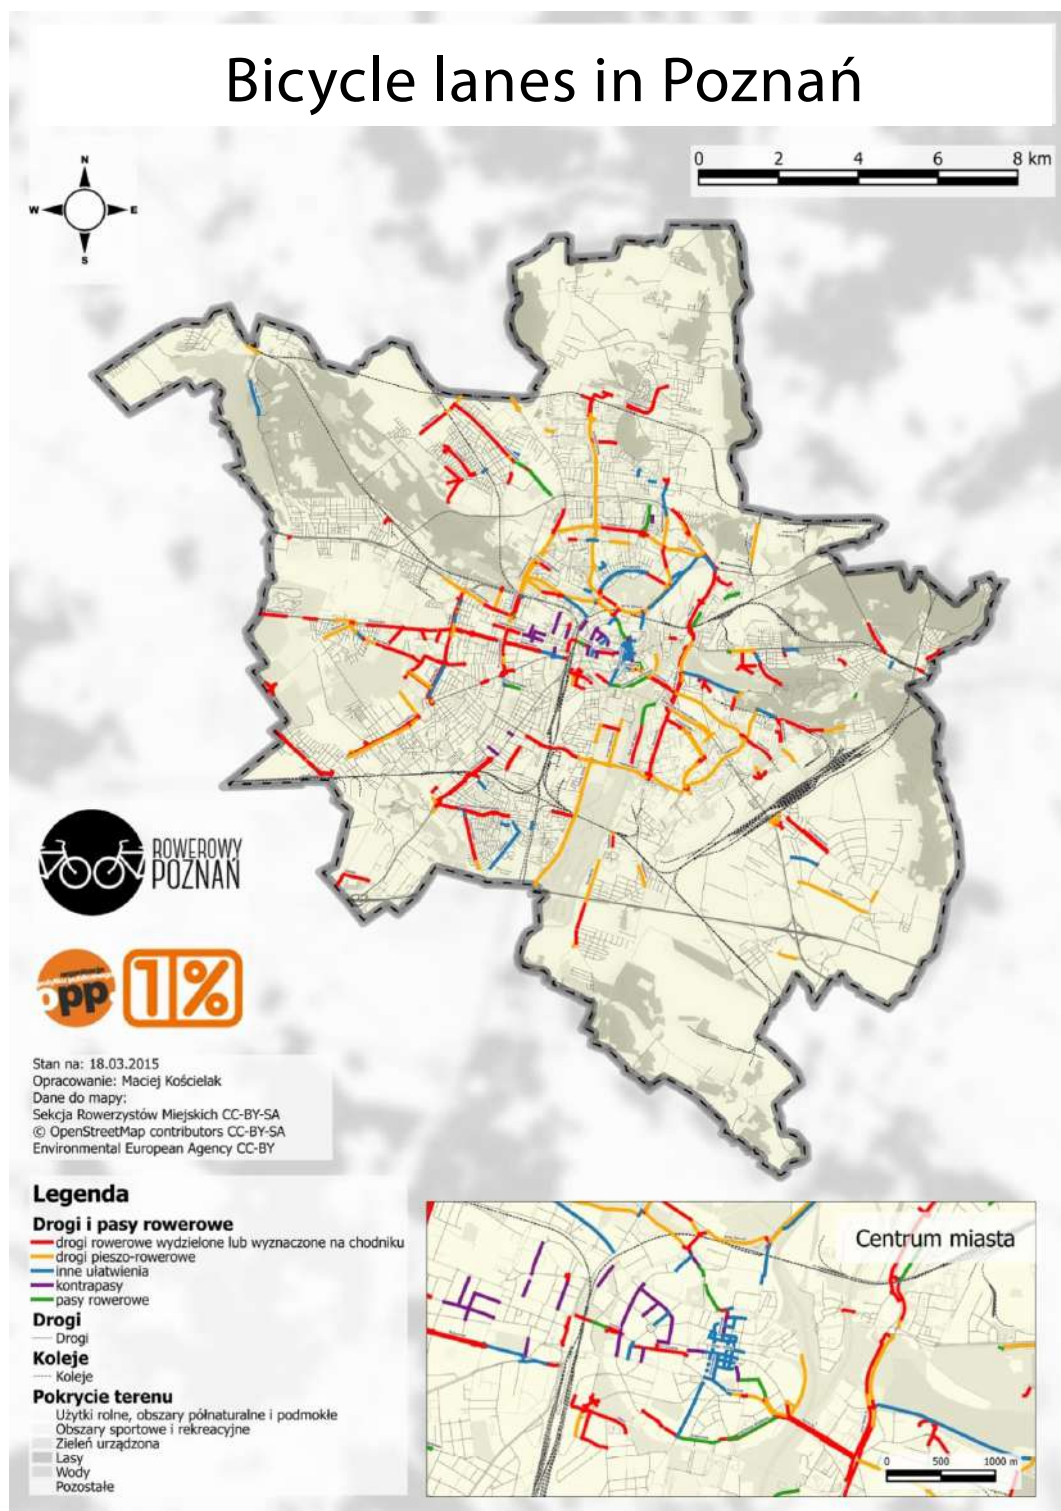 Bicycle lanes in Poznań
N
W E
S
0 2 4 6 8 km
ROWEROWY
POZNAŃ
organizacja
opp 1%
Stan na: 18.03.2015
Opracowanie: Maciej Kościelak
Dane do mapy:
Sekcja Rowerzystów Miejskich CC-BY-SA
© OpenStreetMap contributors CC-BY-SA
Environmental European Agency CC-BY
Legenda
Drogi i pasy rowerowe
drogi rowerowe wydzielone lub wyznaczone na chodniku
drogi pieszo-rowerowe
inne ułatwienia
kontrapasy
pasy rowerowe
Drogi
Drogi
Koleje
Koleje
Pokrycie terenu
Użytki rolne, obszary półnaturalne i podmokłe
Obszary sportowe i rekreacyjne
Zieleń urządzona
Lasy
Wody
Pozostałe
Centrum miasta
0 500 1000 m